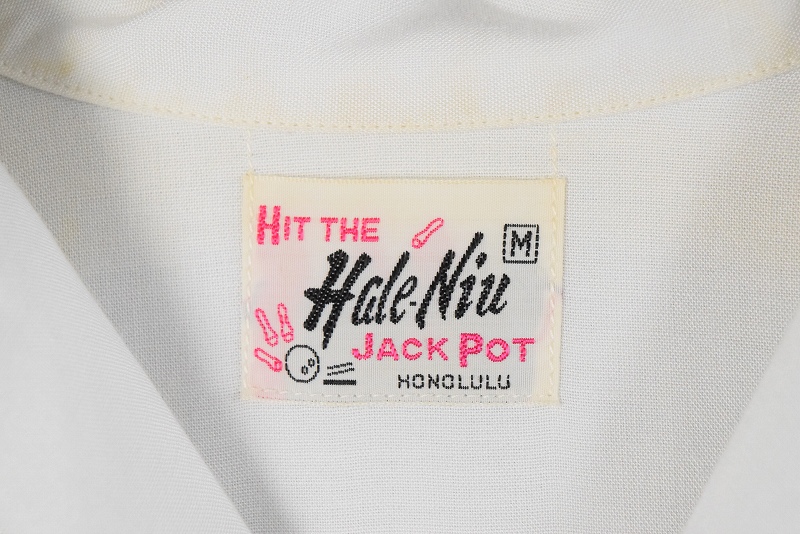 HIT THE
M
Hale-Niu
JACK POT
HONOLULU